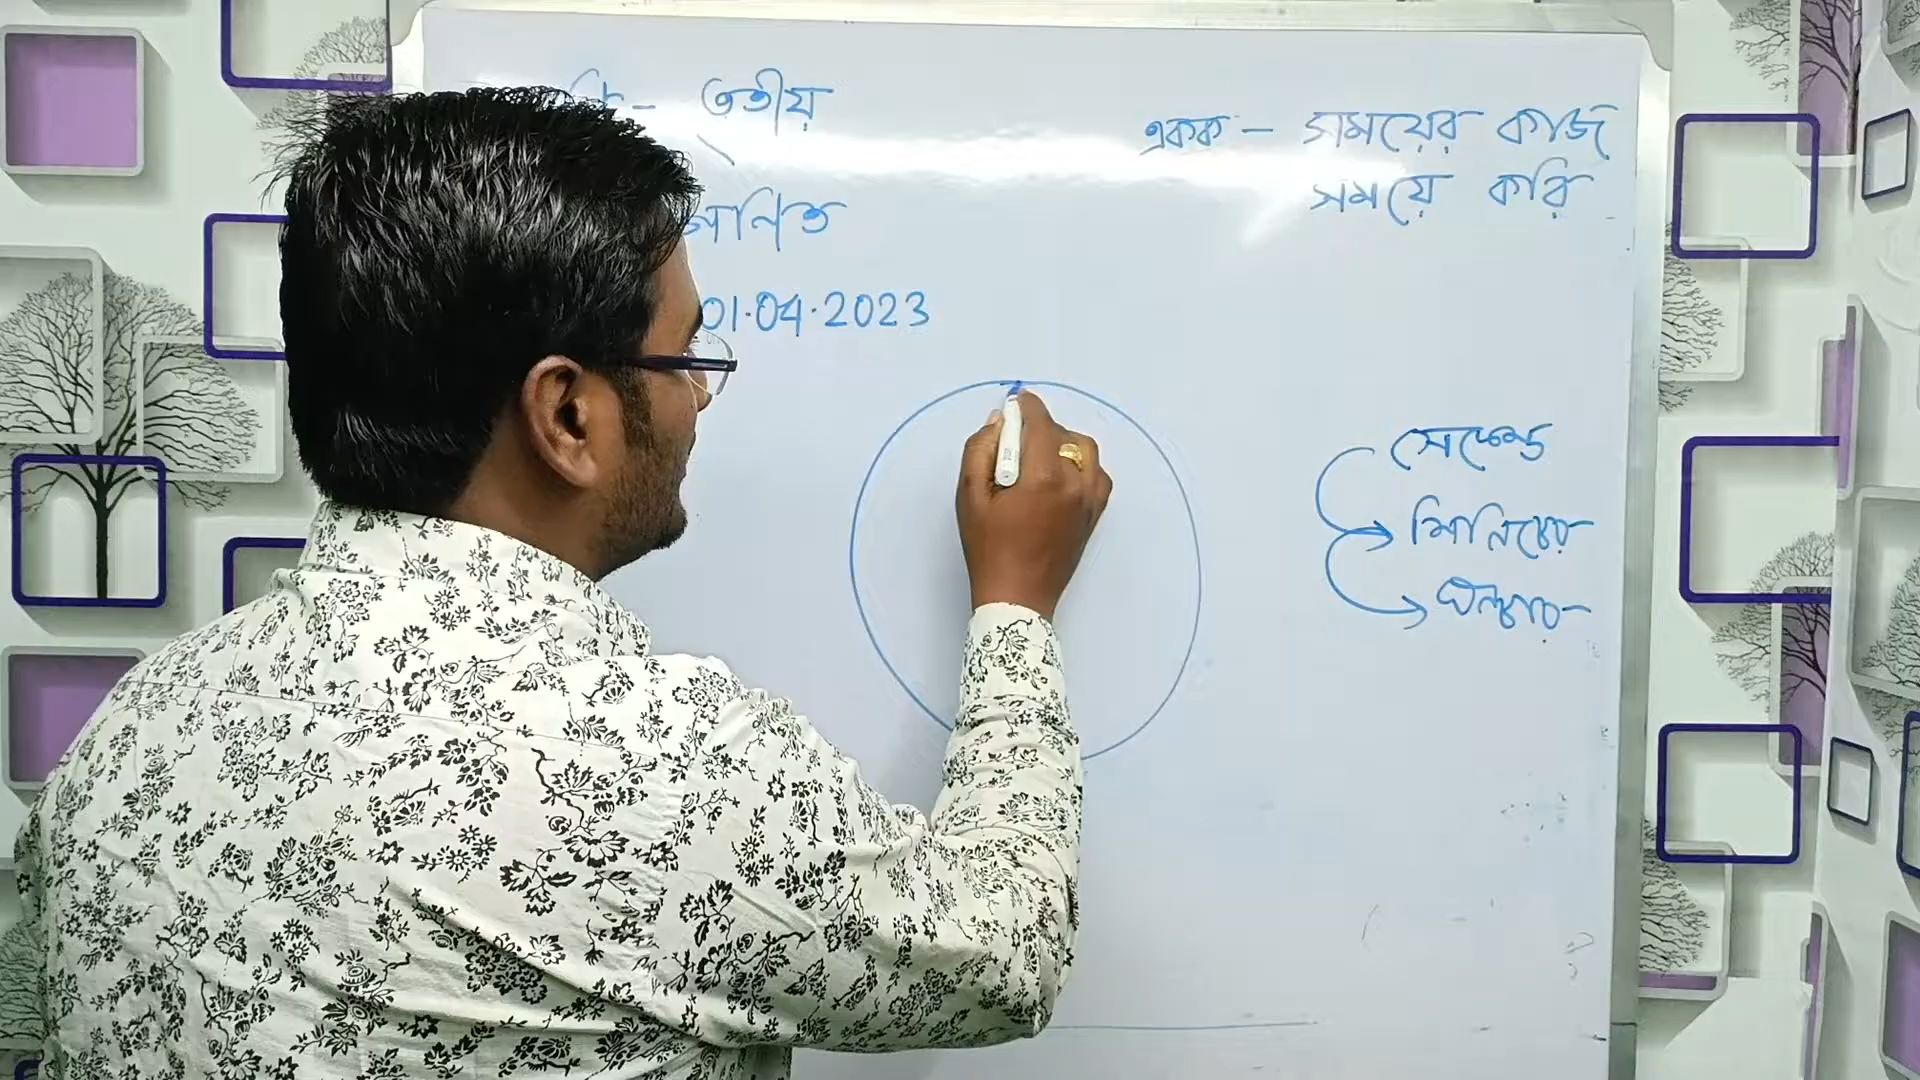 তৃতীয়
গণিত
01.04.2023
একক - সময়ের কাজ
সময়ে করি
সেকেন্ড
মিনিটের
ঘন্টার